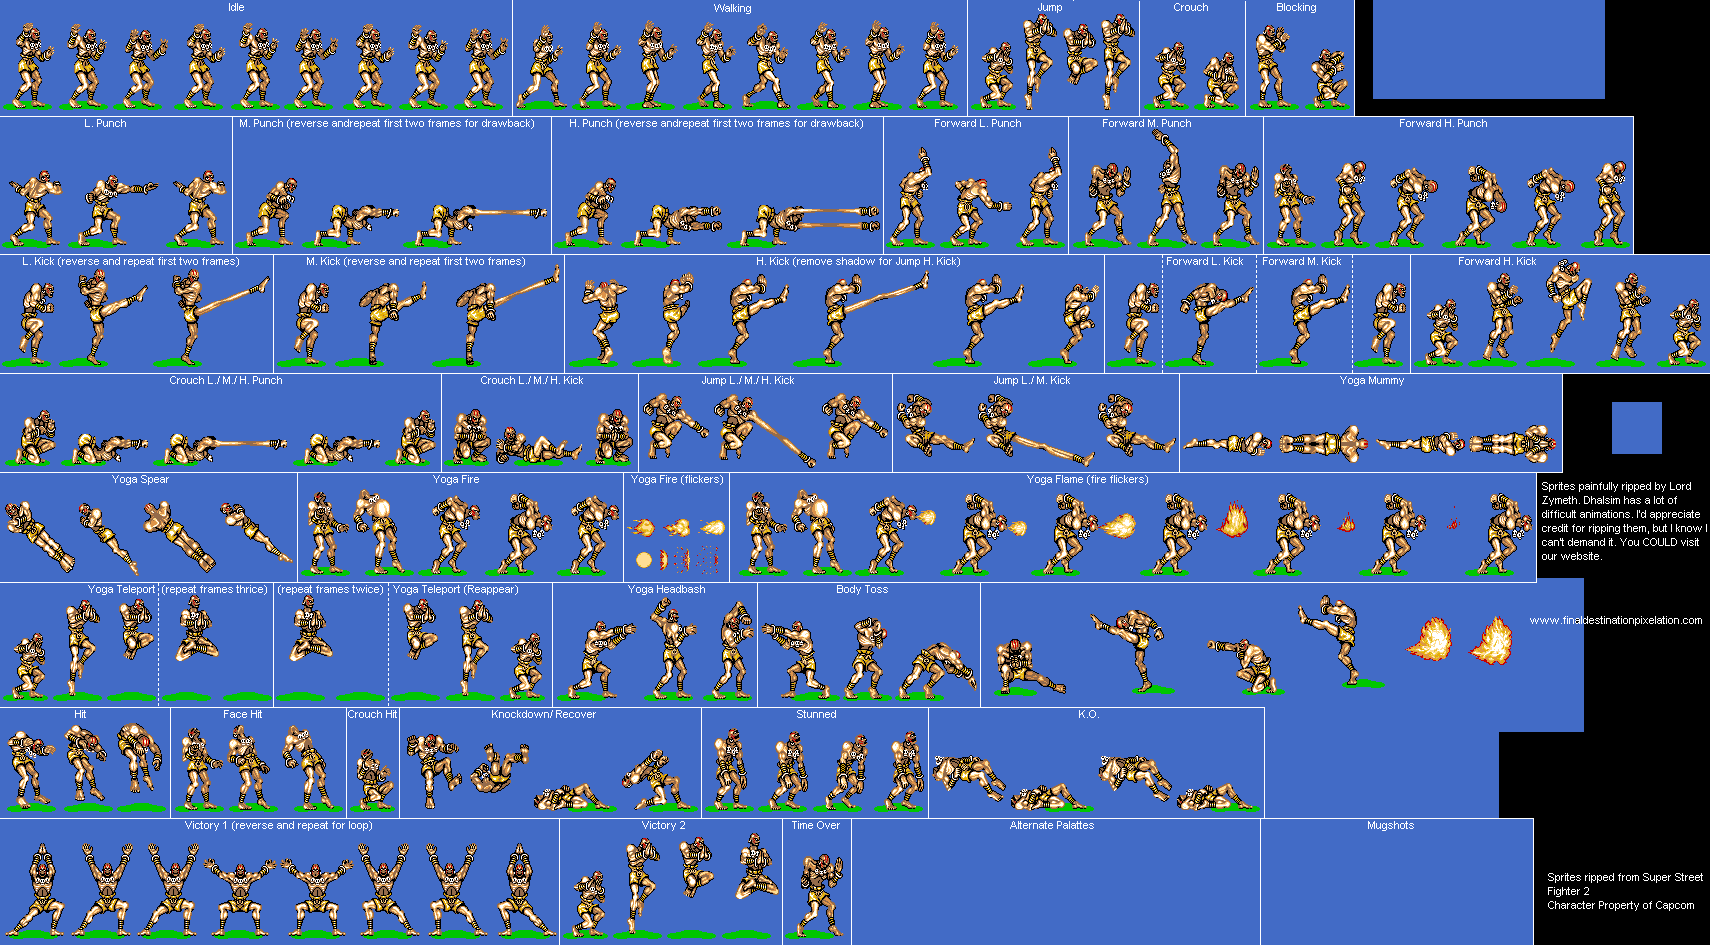 Idle
Walking
Jump
Crouch
Blocking
L. Punch
M. Punch (reverse andrepeat first two frames for drawback)
H. Punch (reverse andrepeat first two frames for drawback)
Forward L. Punch
Forward M. Punch
Forward H. Punch
L. Kick (reverse and repeat first two frames)
M. Kick (reverse and repeat first two frames)
H. Kick (remove shadow for Jump H. Kick)
Forward L. Kick
Forward M. Kick
Forward H. Kick
Crouch L./ M./ H. Punch
Crouch L./ M./ H. Kick
Jump L./ M./ H. Kick
Jump L./ M. Kick
Yoga Mummy
Yoga Spear
Yoga Fire
Yoga Fire (flickers)
Yoga Flame (fire flickers)
Sprites painfully ripped by Lord
Zymeth. Dhalsim has a lot of
difficult animations. I'd appreciate
credit for ripping them, but I know I
can't demand it. You COULD visit
our website.
www.finaldestinationpixelation.com
Yoga Teleport
(repeat frames thrice)
(repeat frames twice)
Yoga Teleport (Reappear)
Yoga Headbash
Body Toss
Hit
Face Hit
Crouch Hit
Knockdown/ Recover
Stunned
K.O.
Victory 1 (reverse and repeat for loop)
Victory 2
Time Over
Alternate Palattes
Mugshots
Sprites ripped from Super Street
Fighter 2
Character Property of Capcom